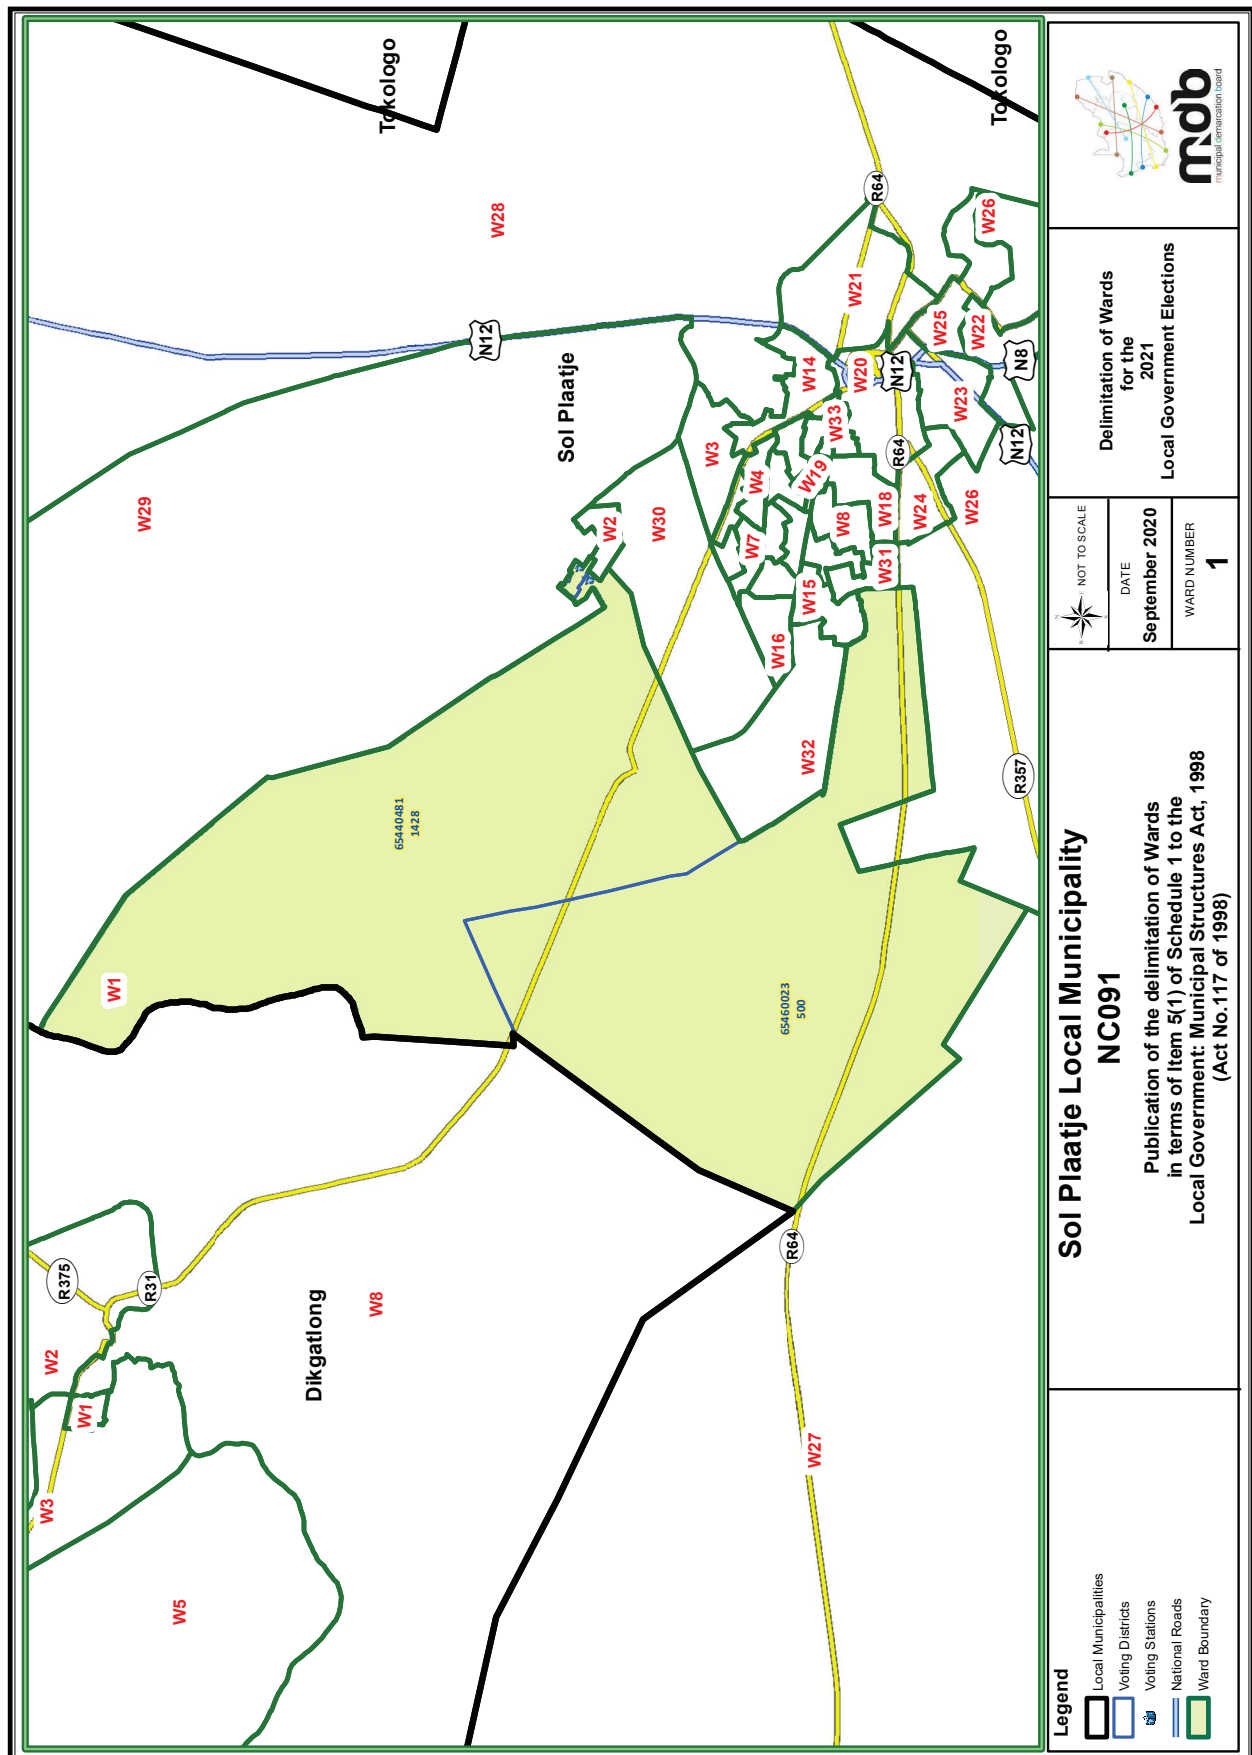 W5
W3
W1
W2
R375
R31
Dikgatlong
W8
W27
R64
W1
65440481
1428
65460023
500
W29
W28
Tokologo
Tokologo
N12
Sol Plaatje
W2
W30
W3
W4
W7
W16
W15
W32
W19
W33
W14
W20
W21
R64
W8
W18
W31
W24
R64
N12
W25
W22
W23
W26
W26
N8
N12
R357
Legend
Local Municipalities
Voting Districts
Voting Stations
National Roads
Ward Boundary
Sol Plaatje Local Municipality
NC091
Publication of the delimitation of Wards
in terms of Item 5(1) of Schedule 1 to the
Local Government: Municipal Structures Act, 1998
(Act No.117 of 1998)
N
E
S
W
NOT TO SCALE
DATE
September 2020
WARD NUMBER
1
Delimitation of Wards
for the
2021
Local Government Elections
mdb
municipal demarcation board